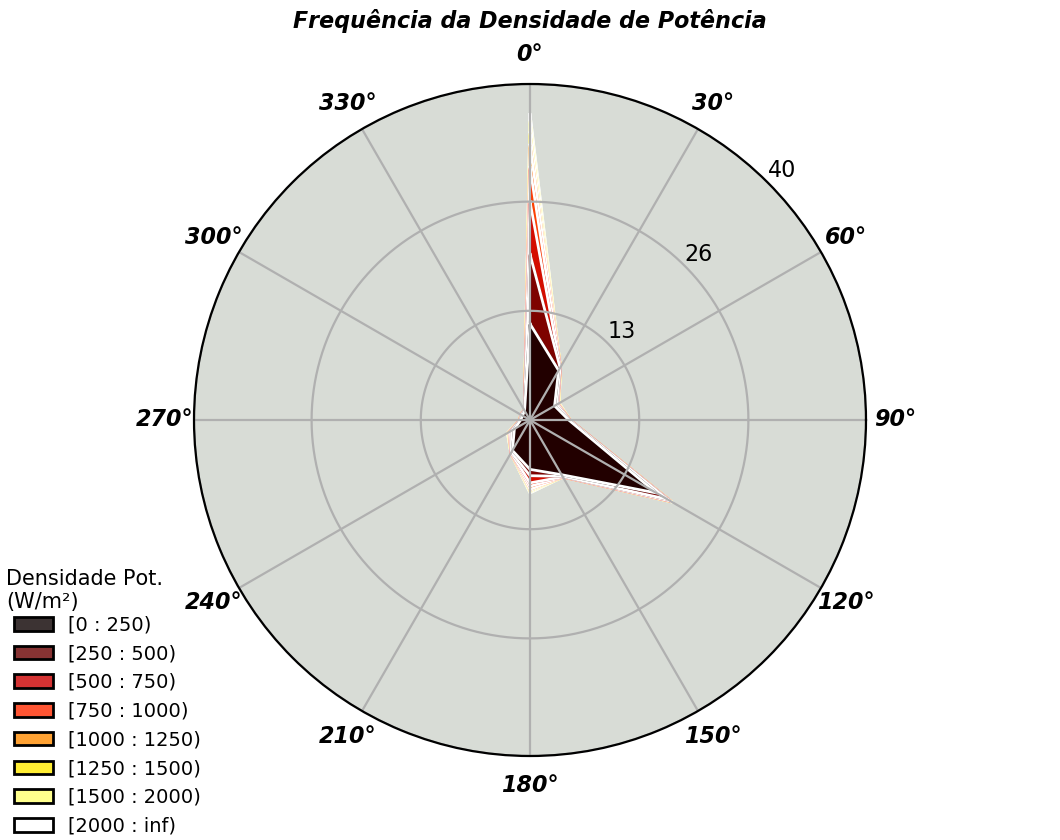 Frequência da Densidade de Potência
0°
330°
30°
40
300°
60°
26
13
270°
90°
240°
120°
210°
150°
180°
Densidade Pot.
(W/m²)
[0 : 250)
[250 : 500)
[500 : 750)
[750 : 1000)
[1000 : 1250)
[1250 : 1500)
[1500 : 2000)
[2000 : inf)